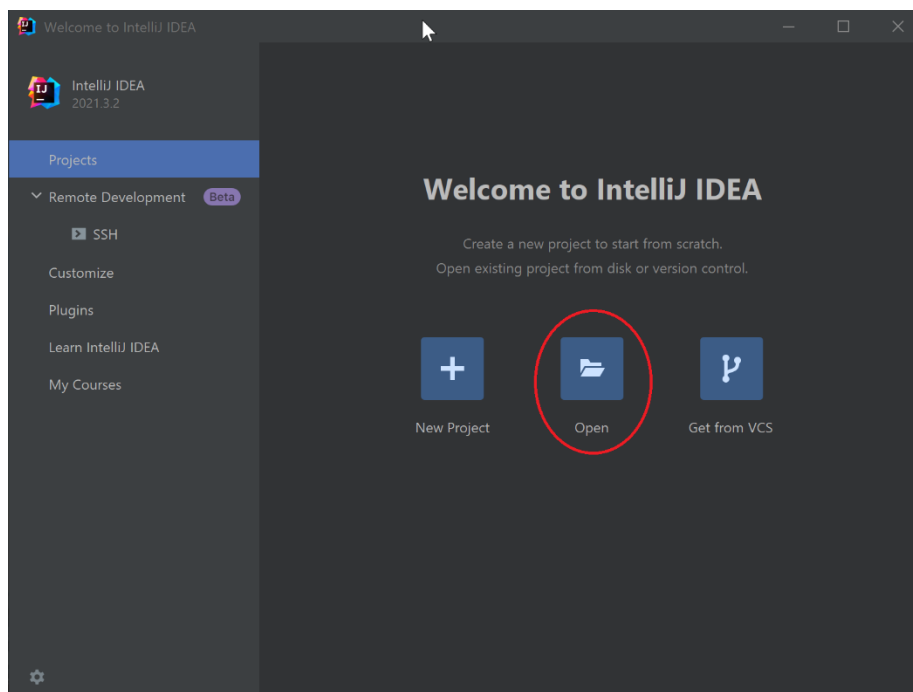 Welcome to IntelliJ IDEA
IntelliJ IDEA
2021.3.2
Projects
Remote Development Beta
SSH
Customize
Plugins
Learn IntelliJ IDEA
My Courses
Welcome to IntelliJ IDEA
Create a new project to start from scratch.
Open existing project from disk or version control.
New Project Open Get from VCS